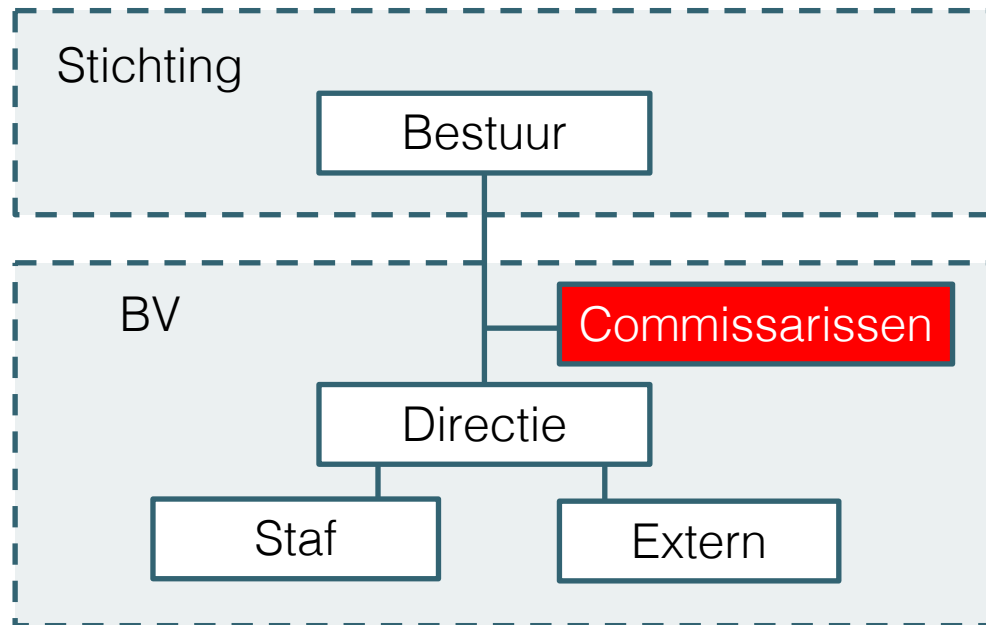 Stichting
Bestuur
BV
Commissarissen
Directie
Staf
Extern